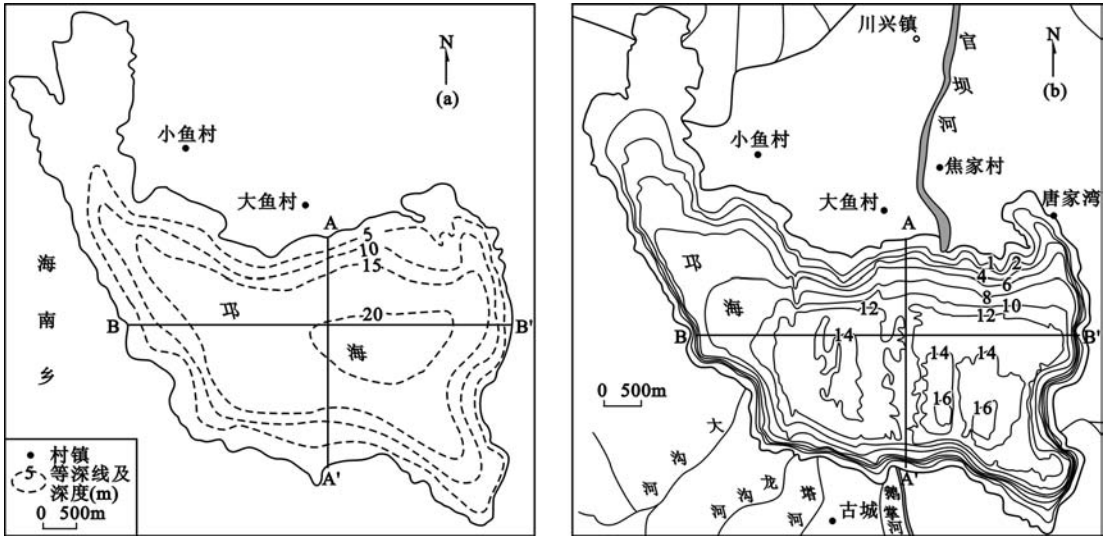 N
(a)
小鱼村
大鱼村
A
5
10
15
海南乡
邛海
20
B
B'
村镇
5
等深线及
深度(m)
0 500m
A'
川兴镇
官坝河
N
(b)
小鱼村
焦家村
大鱼村
唐家湾
A
1
2
4
6
8
10
12
12
邛海
14
14
14
B
B'
16
16
0 500m
大沟河
龙沟河
塔河
A'
鹅掌河
古城